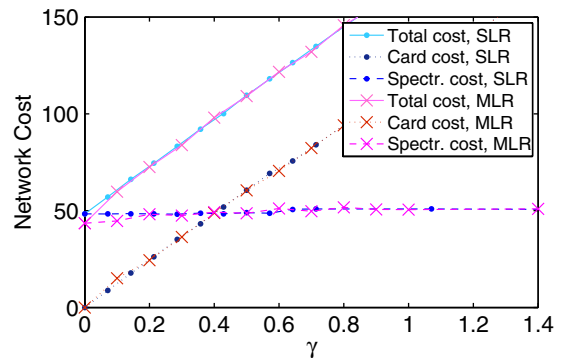 150
100
50
0
Network Cost
Total cost, SLR
Card cost, SLR
Spectr. cost, SLR
Total cost, MLR
Card cost, MLR
Spectr. cost, MLR
0 0.2 0.4 0.6 0.8 1 1.2 1.4
γ